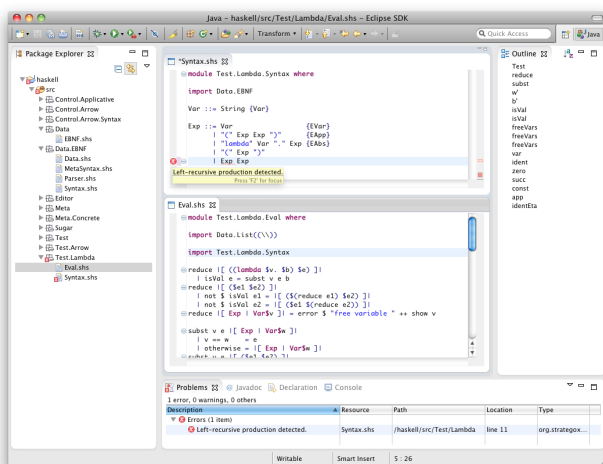 Java - haskell/src/Test/Lambda/Eval.shs - Eclipse SDK
Transform
Quick Access
Java
Package Explorer
haskell
src
Control.Applicative
Control.Arrow
Control.Arrow.Syntax
Data
EBNF.shs
Data.EBNF
Data.shs
MetaSyntax.shs
Parser.shs
Syntax.shs
Editor
Meta
Meta.Concrete
Sugar
Test
Test.Arrow
Test.Lambda
Eval.shs
Syntax.shs
*Syntax.shs
module Test.Lambda.Syntax where
import Data.EBNF
Var ::= String {Var}
Exp ::= Var {EVar}
| "(" Exp Exp ")" {EApp}
| "lambda" Var "." Exp {EAbs}
| "(" Exp ")"
| Exp Exp
Left-recursive production detected.
Press 'F2' for focus
Eval.shs
module Test.Lambda.Eval where
import Data.List((\\))
import Test.Lambda.Syntax
reduce |[ ((lambda $v. $b) $e) ]|
| isVal e = subst v e b
reduce |[ ($e1 $e2) ]|
| not $ isVal e1 = |[ ($(reduce e1) $e2) ]|
| not $ isVal e2 = |[ ($e1 $(reduce e2)) ]|
reduce |[ Exp | Var$v ]| = error $ "free variable " ++ show v
subst v e |[ Exp | Var$w ]|
| v == w = e
| otherwise = |[ Exp | Var$w ]|
subst v e |[ ($e1 $e2) ]|
Outline
Test
reduce
subst
w'
b'
isVal
isVal
freeVars
freeVars
freeVars
var
ident
zero
succ
const
app
identEta
Problems
Javadoc
Declaration
Console
1 error, 0 warnings, 0 others
Description Resource Path Location Type
Errors (1 item)
Left-recursive production detected. Syntax.shs /haskell/src/Test/Lambda line 11 org.strategox...
Writable Smart Insert 5 : 26